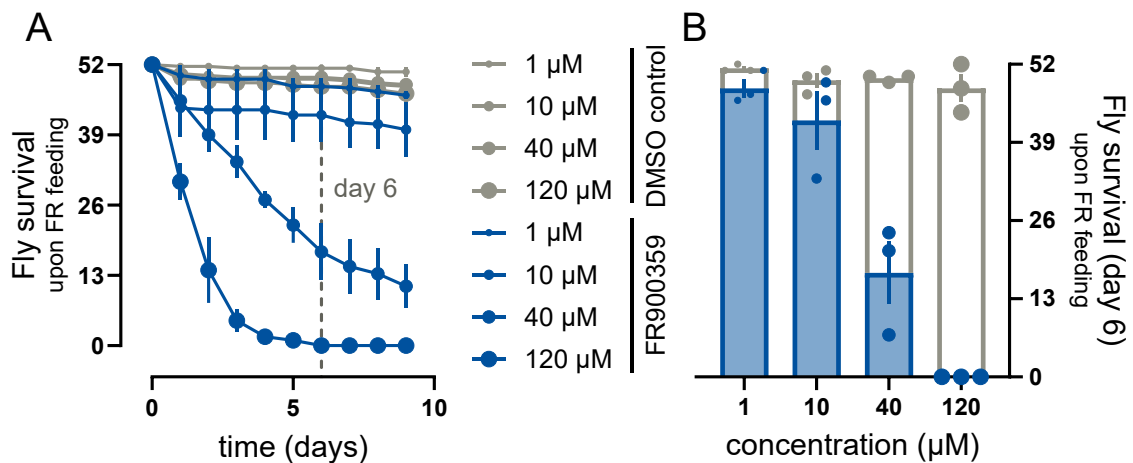 A
52
39
26
13
0
Fly survival
upon FR feeding
day 6
0
5
10
time (days)
1 µM
10 µM
40 µM
120 µM
1 µM
10 µM
40 µM
120 µM
DMSO control
FR900359
B
52
39
26
13
0
Fly survival (day 6)
upon FR feeding
1
10
40
120
concentration (µM)